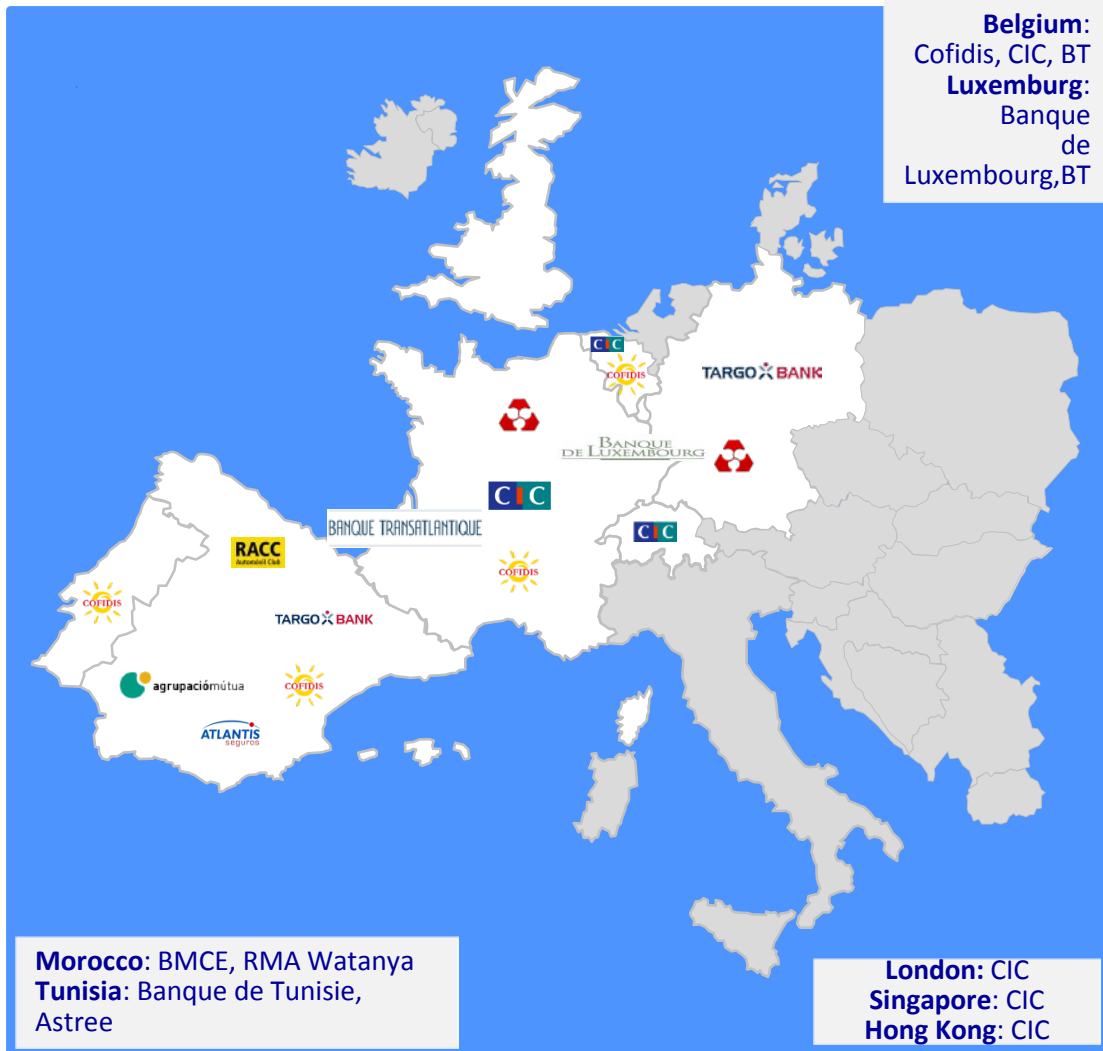 Belgium:
Cofidis, CIC, BT
Luxemburg:
Banque
de
Luxembourg,BT
CIC
COFIDIS
TARGO BANK
BANQUE
DE LUXEMBOURG
CIC
CIC
BANQUE TRANSATLANTIQUE
RACC
Automóvil Club
COFIDIS
COFIDIS
TARGO BANK
agrupaciómútua
COFIDIS
ATLANTIS
seguros
Morocco: BMCE, RMA Watanya
Tunisia: Banque de Tunisie,
Astree
London: CIC
Singapore: CIC
Hong Kong: CIC